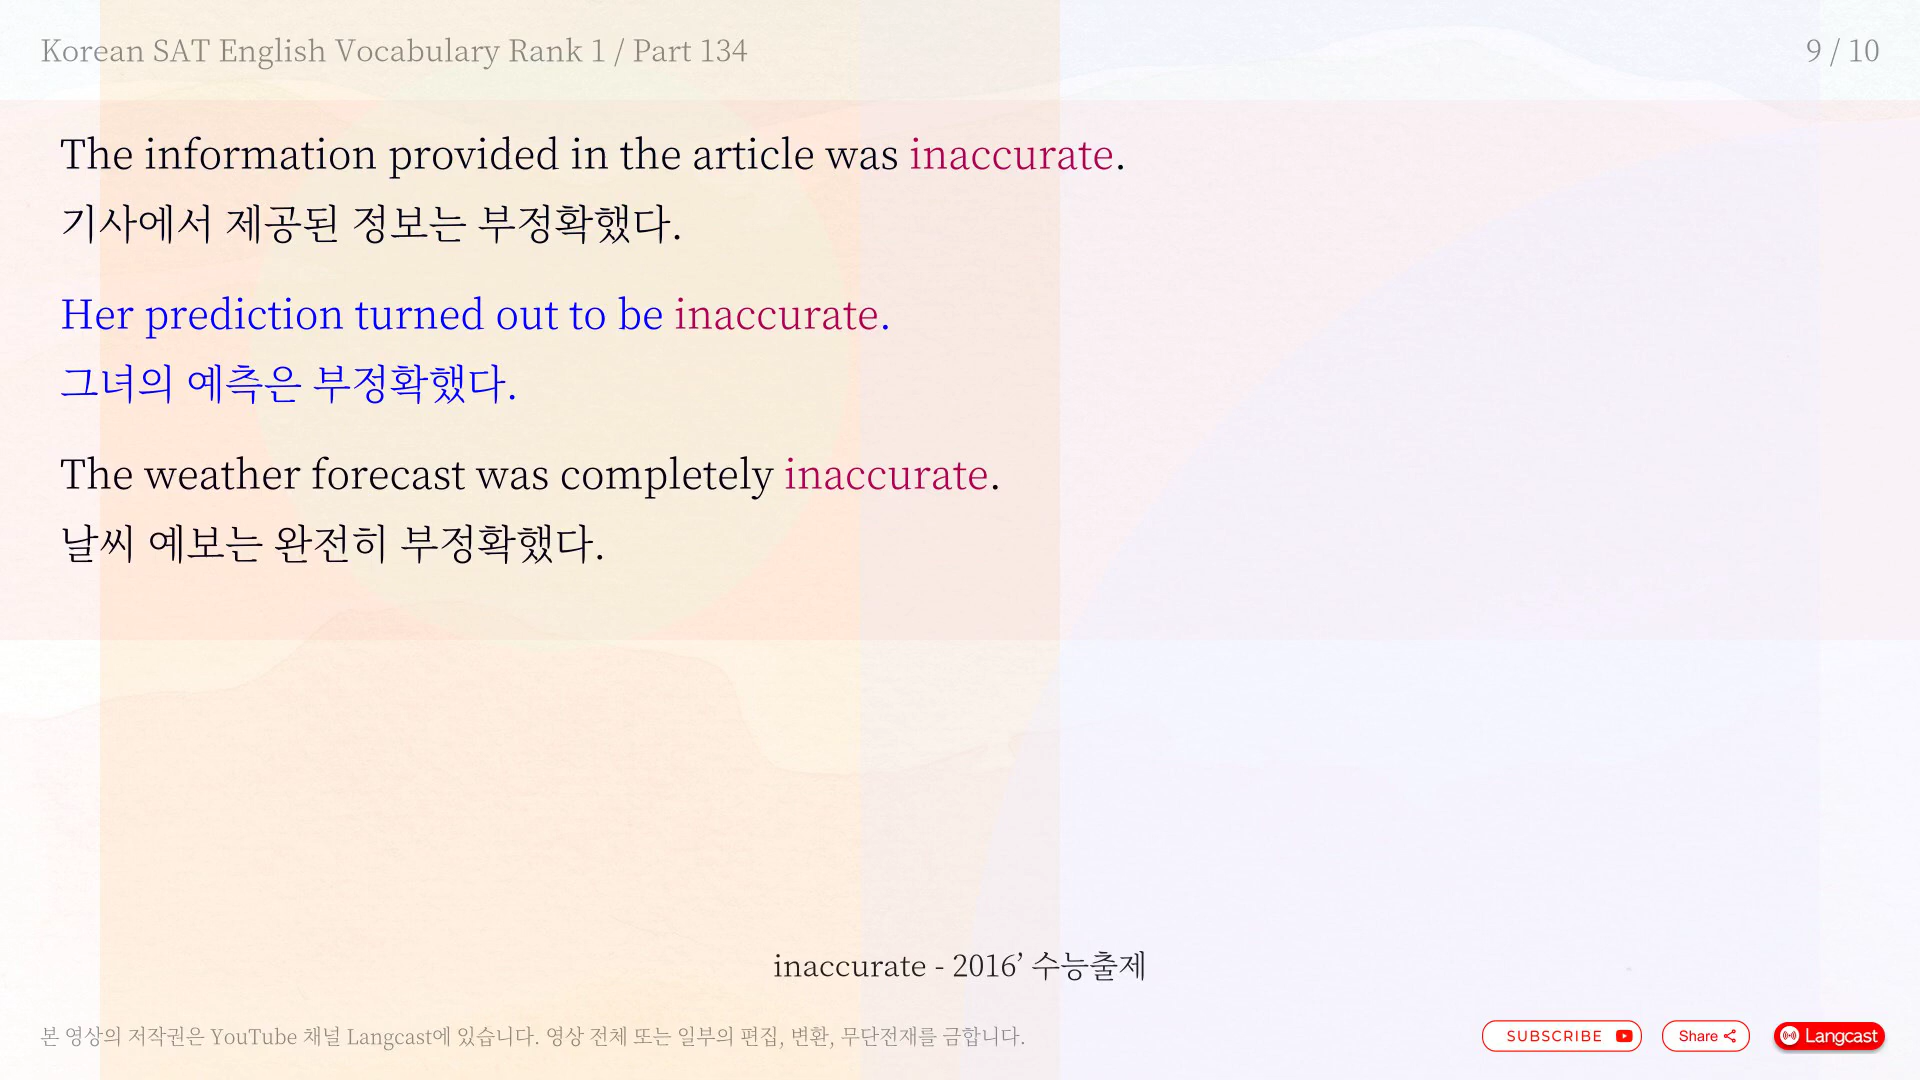 Korean SAT English Vocabulary Rank 1 / Part 134
9 / 10
The information provided in the article was inaccurate.
기사에서 제공된 정보는 부정확했다.
Her prediction turned out to be inaccurate.
그녀의 예측은 부정확했다.
The weather forecast was completely inaccurate.
날씨 예보는 완전히 부정확했다.
inaccurate - 2016’ 수능출제
본 영상의 저작권은 YouTube 채널 Langcast에 있습니다. 영상 전체 또는 일부의 편집, 변환, 무단전재를 금합니다.
SUBSCRIBE
Share
Langcast